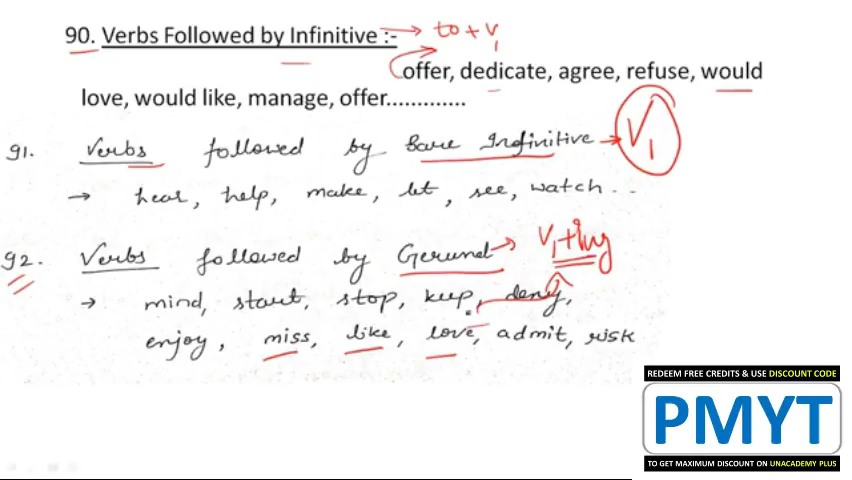 90. Verbs Followed by Infinitive :- → to + V1
offer, dedicate, agree, refuse, would
love, would like, manage, offer.............
91. Verbs followed by Bare Infinitive → V1
→ hear, help, make, let, see, watch...
92. Verbs followed by Gerund → V1+ing
→ mind, start, stop, keep, deny,
enjoy, miss, like, love, admit, risk
REDEEM FREE CREDITS & USE DISCOUNT CODE
PMYT
TO GET MAXIMUM DISCOUNT ON UNACADEMY PLUS